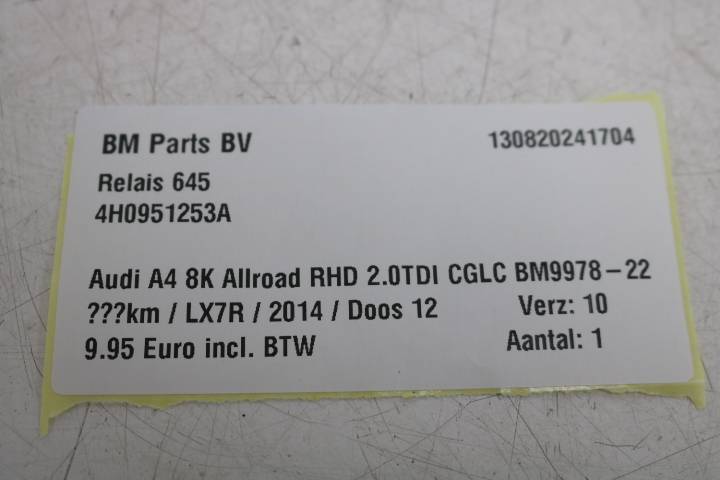 BM Parts BV 130820241704
Relais 645
4H0951253A
Audi A4 8K Allroad RHD 2.0TDI CGLC BM9978-22
???km / LX7R / 2014 / Doos 12 Verz: 10
9.95 Euro incl. BTW Aantal: 1